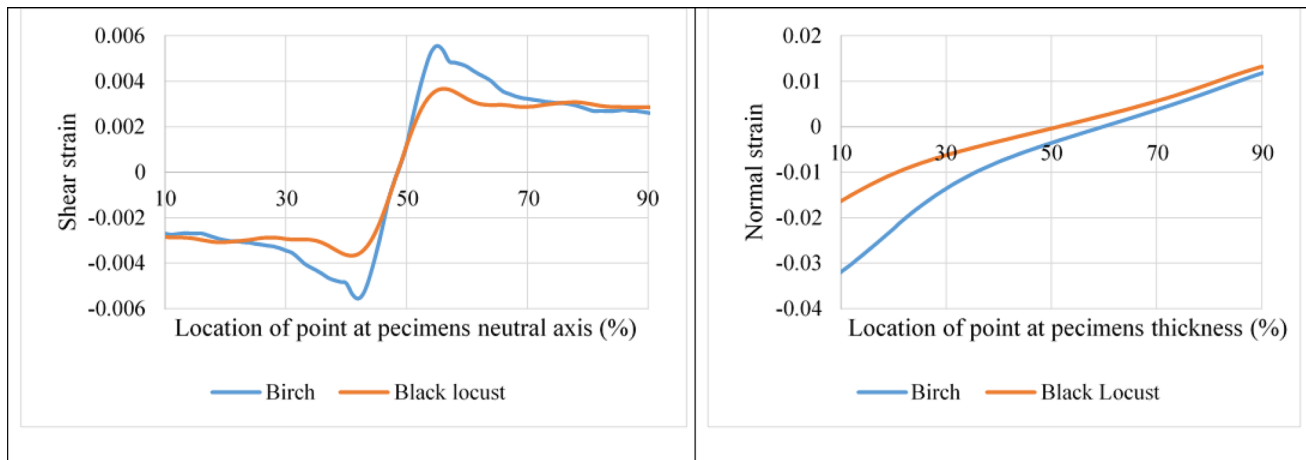 0.006
0.004
0.002
0
-0.002
-0.004
-0.006
10 30 50 70 90
Shear strain
Location of point at pecimens neutral axis (%)
Birch Black locust
0.02
0.01
0
-0.01
-0.02
-0.03
-0.04
10 30 50 70 90
Normal strain
Location of point at pecimens thickness (%)
Birch Black Locust